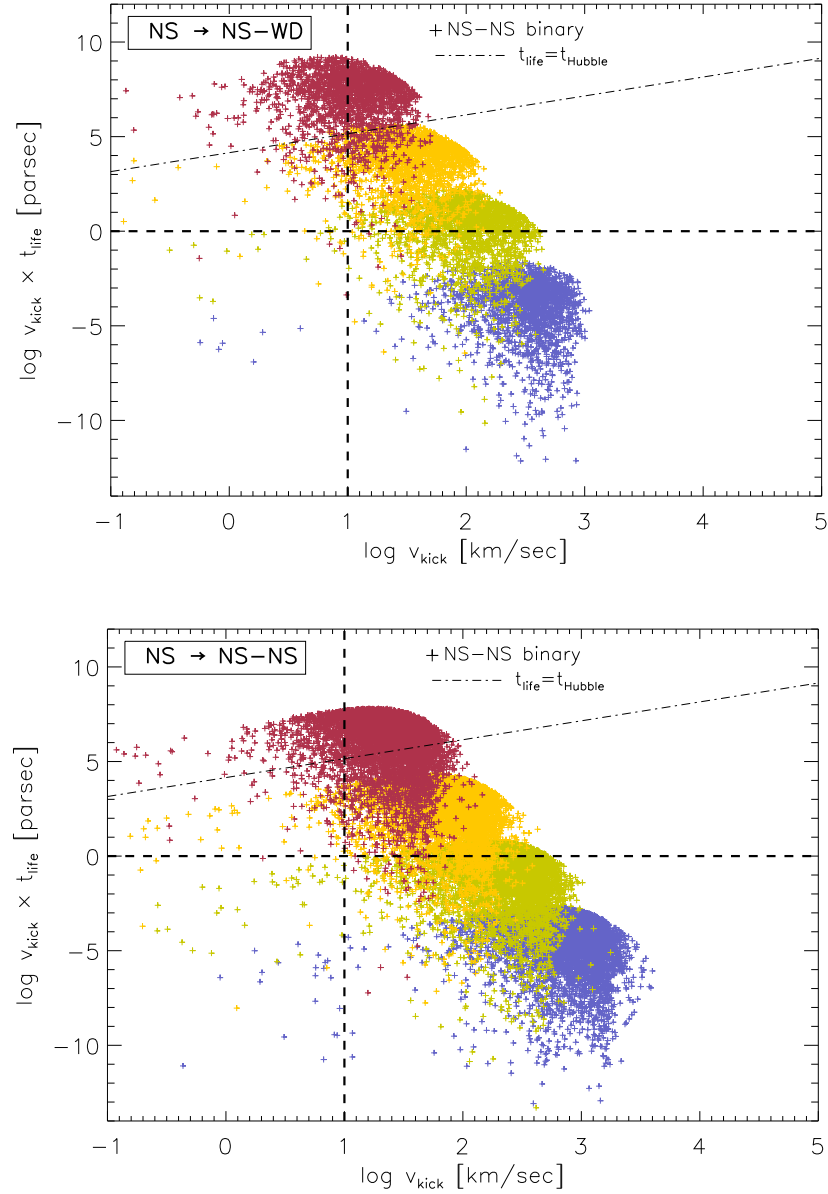 NS → NS-WD
+ NS-NS binary
t_life=t_Hubble
10
5
0
-5
-10
log v_kick × t_life [parsec]
-1 0 1 2 3 4 5
log v_kick [km/sec]
NS → NS-NS
+ NS-NS binary
t_life=t_Hubble
10
5
0
-5
-10
log v_kick × t_life [parsec]
-1 0 1 2 3 4 5
log v_kick [km/sec]